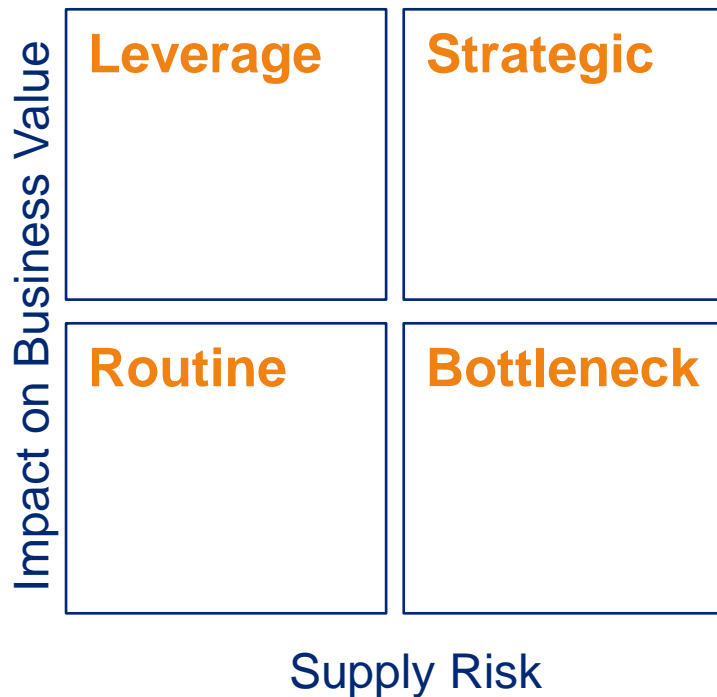 Impact on Business Value
Leverage
Strategic
Routine
Bottleneck
Supply Risk